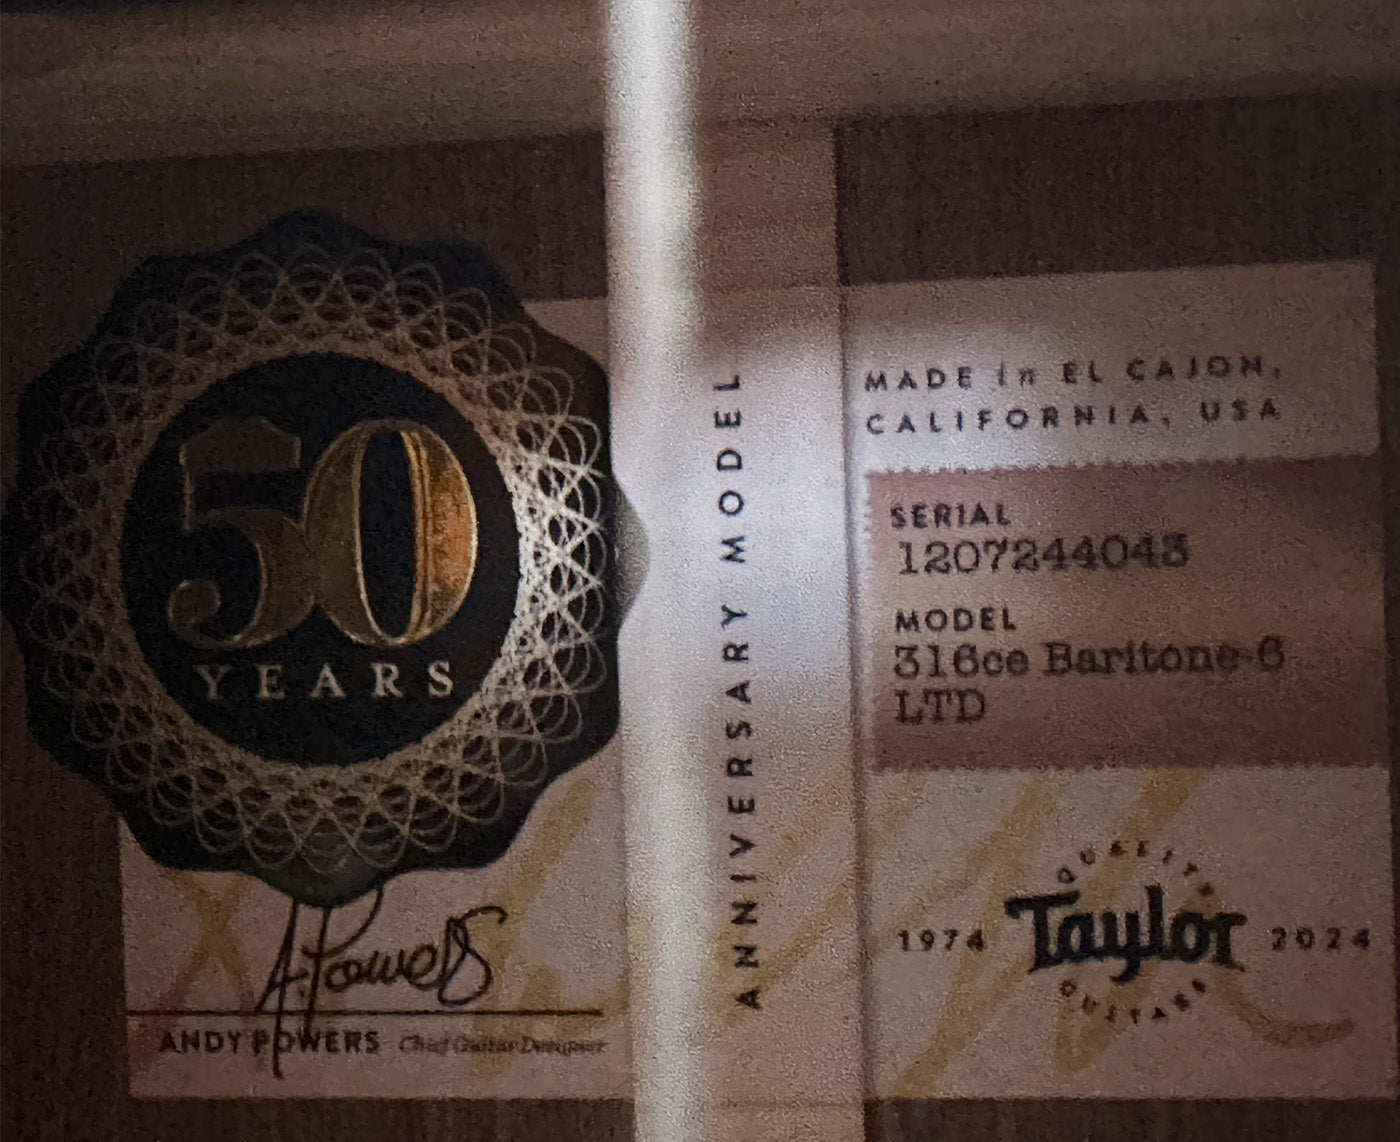 50
YEARS
A. Powers
ANDY POWERS Chief Guitar Designer
ANNIVERSARY MODEL
MADE in EL CAJON,
CALIFORNIA, USA
SERIAL
1207244043
MODEL
316ce Baritone-6
LTD
QUALITY
1974 Taylor 2024
GUITARS